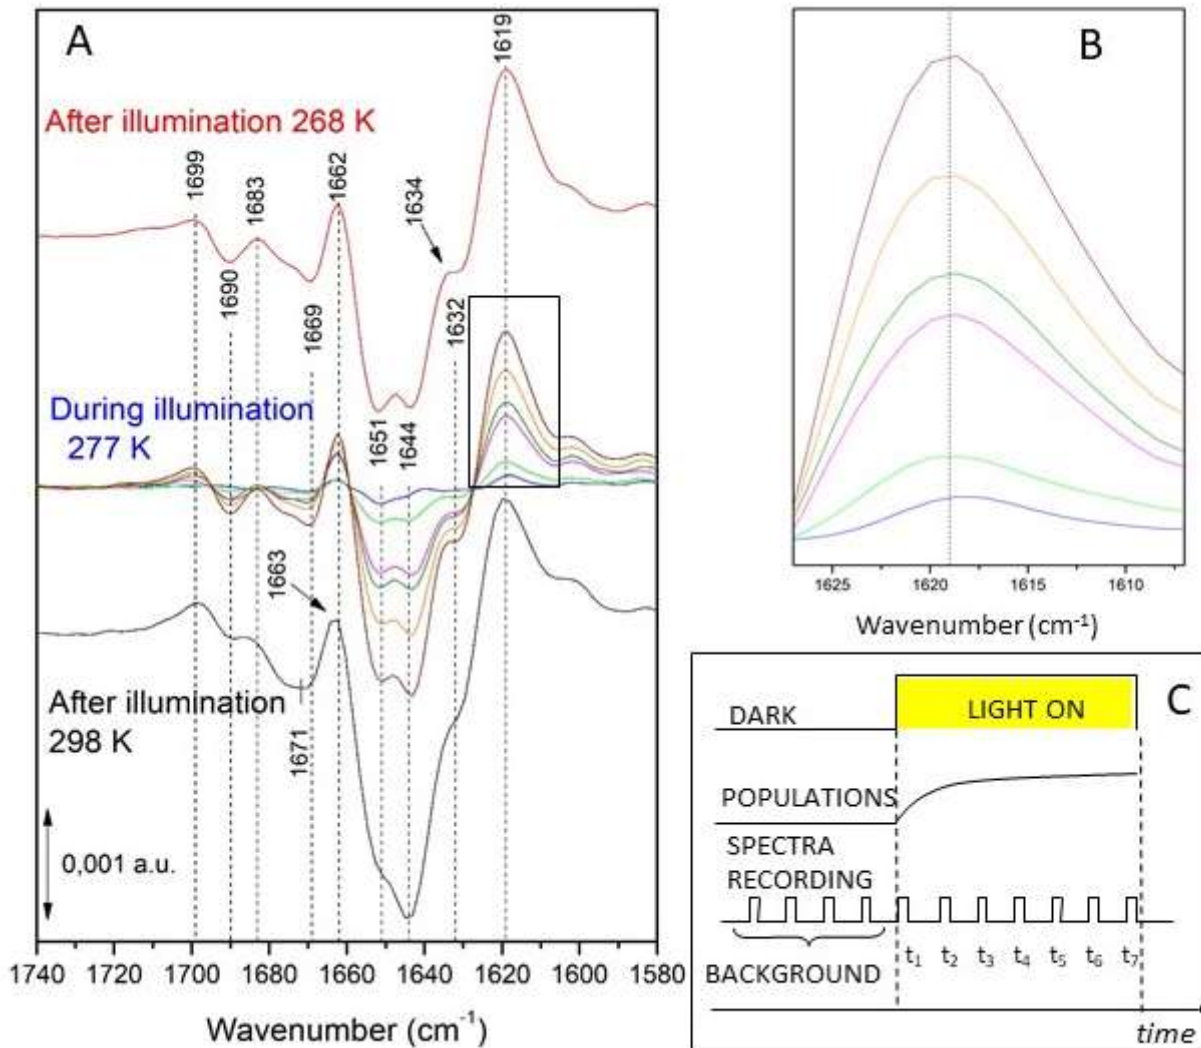 A
1619
After illumination 268 K
1699
1683
1662
1634
1690
1669
1632
During illumination
277 K
1651
1644
1663
After illumination
298 K
1671
0,001 a.u.
1740 1700 1680 1660 1640 1620 1600 1580
Wavenumber (cm⁻¹)
B
1625 1620 1615 1610
Wavenumber (cm⁻¹)
C
DARK
LIGHT ON
POPULATIONS
SPECTRA
RECORDING
t₁ t₂ t₃ t₄ t₅ t₆ t₇
BACKGROUND
time